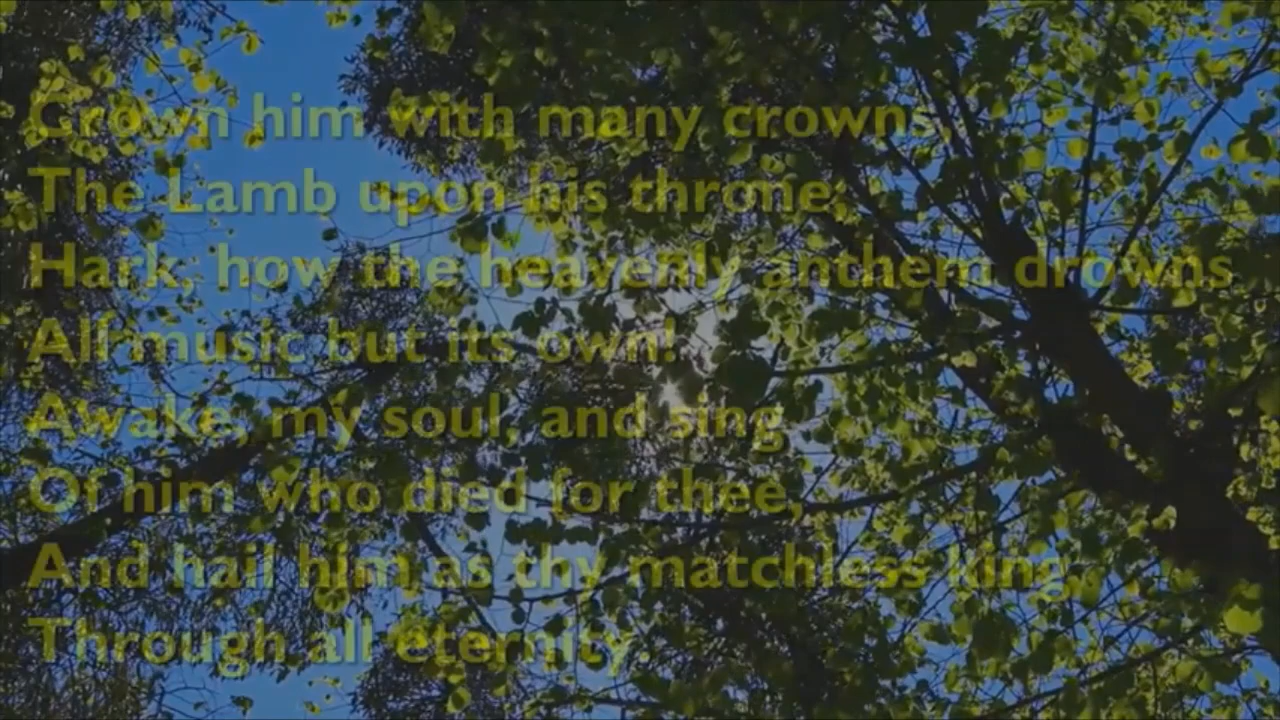 Crown him with many crowns,
The Lamb upon his throne;
Hark, how the heavenly anthem drowns
All music but its own!
Awake, my soul, and sing
Of him who died for thee,
And hail him as thy matchless king
Through all eternity.